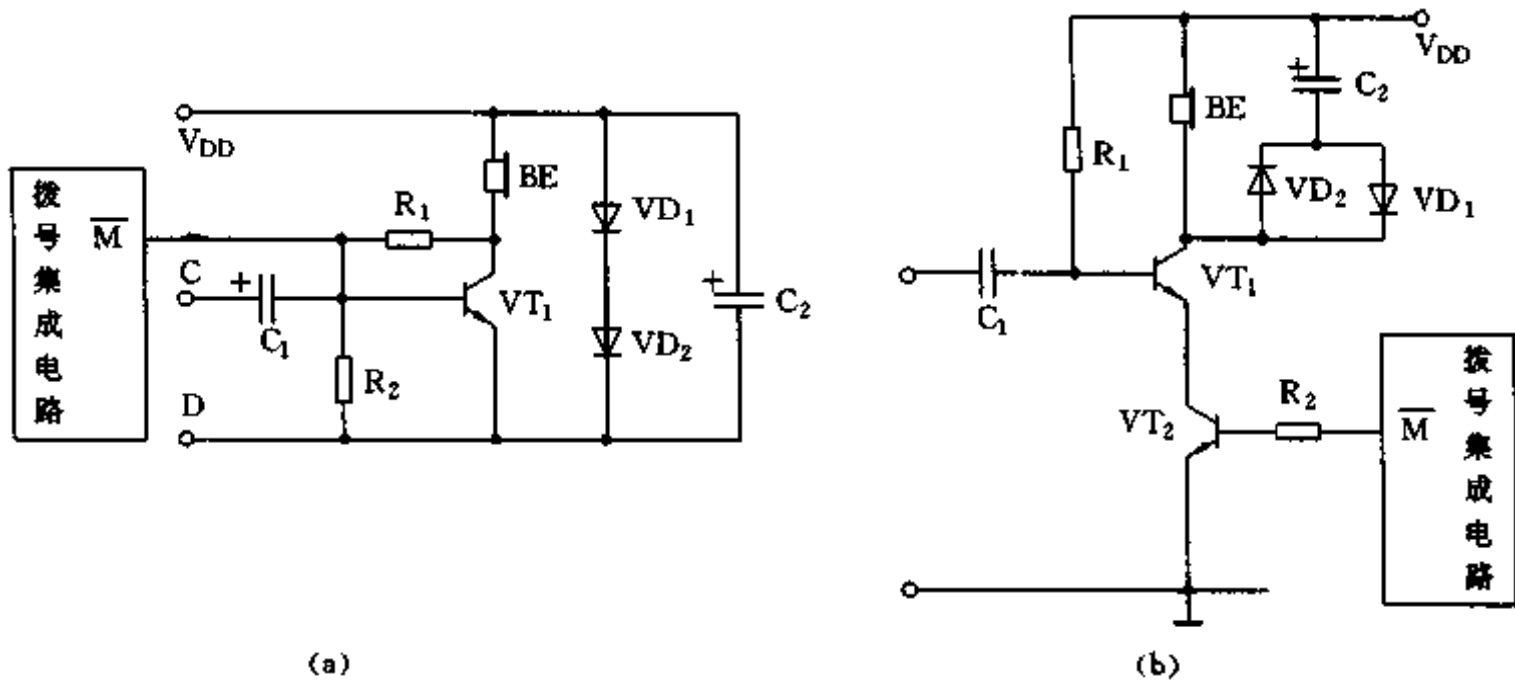 V_DD
拨号集成电路
M̅
BE
R₁
VD₁
C
+
C₁
VT₁
+
C₂
VD₂
R₂
D
(a)
V_DD
+
C₂
BE
R₁
VD₂
VD₁
VT₁
C₁
拨号集成电路
R₂
M̅
VT₂
(b)